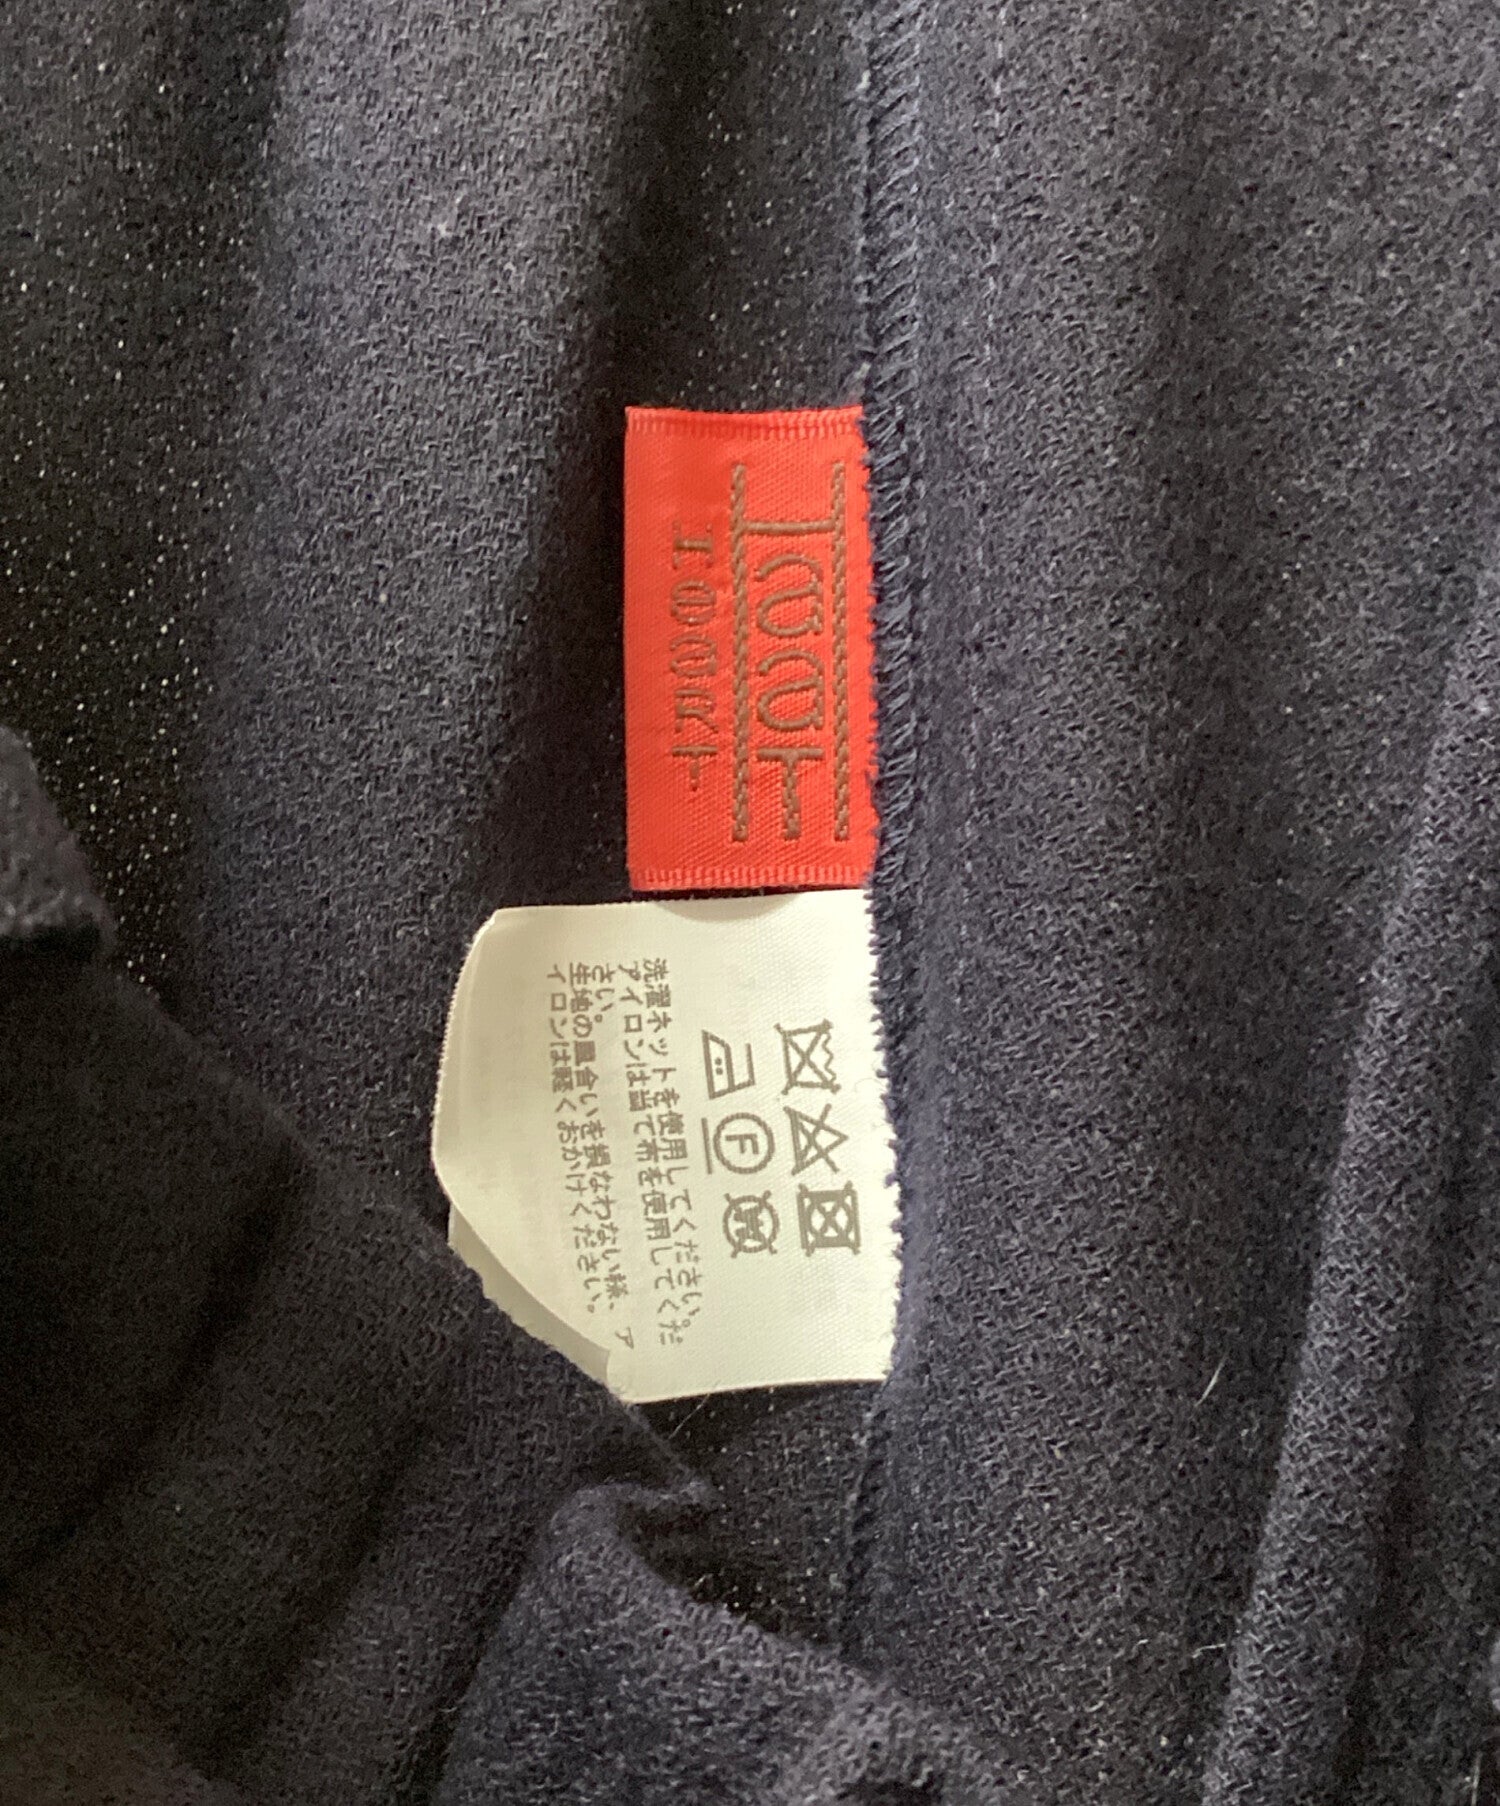 F
W
洗濯ネットを使用してください。
アイロンは当て布を使用してくだ
さい。
生地の風合いを損なわない様、ア
イロンは軽くおかけください。